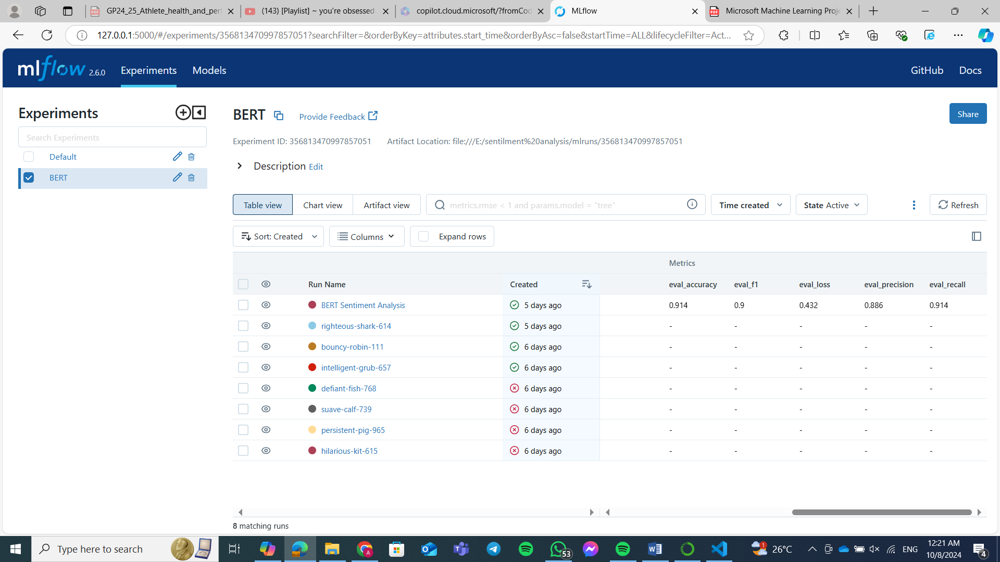 GP24_25_Athlete_health_and_perf
(143) [Playlist] ~ you're obsessed
copilot.cloud.microsoft/?fromCod
MLflow
Microsoft Machine Learning Proje
127.0.0.1:5000/#/experiments/356813470997857051?searchFilter=&orderByKey=attributes.start_time&orderByAsc=false&startTime=ALL&lifecycleFilter=Act...
mlflow 2.6.0 Experiments Models GitHub Docs
Experiments
Search Experiments
Default
BERT
BERT Provide Feedback Share
Experiment ID: 356813470997857051 Artifact Location: file:///E:/sentilment%20analysis/mlruns/356813470997857051
Description Edit
Table view Chart view Artifact view metrics.rmse < 1 and params.model = "tree" Time created State Active Refresh
Sort: Created Columns Expand rows
Metrics
Run Name Created eval_accuracy eval_f1 eval_loss eval_precision eval_recall
BERT Sentiment Analysis 5 days ago 0.914 0.9 0.432 0.886 0.914
righteous-shark-614 5 days ago - - - - -
bouncy-robin-111 6 days ago - - - - -
intelligent-grub-657 6 days ago - - - - -
defiant-fish-768 6 days ago - - - - -
suave-calf-739 6 days ago - - - - -
persistent-pig-965 6 days ago - - - - -
hilarious-kit-615 6 days ago - - - - -
8 matching runs
Type here to search
53
1
26°C
ENG
12:21 AM
10/8/2024
4